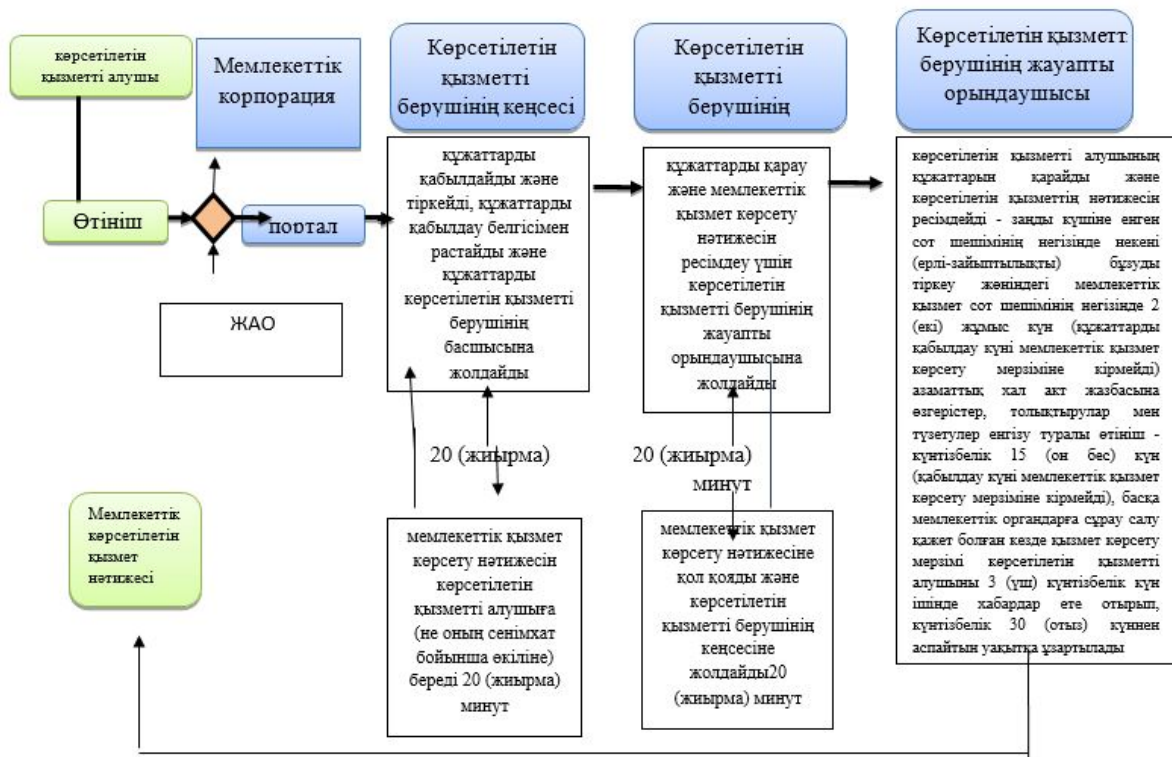 көрсетілетін
қызметті алушы
Мемлекеттік
корпорация
Көрсетілетін
қызметті
берушінің кеңсесі
Көрсетілетін
қызметті
берушінің
Көрсетілетін қызметт
берушінің жауапты
орындаушысы
Өтініш
портал
ЖАО
құжаттарды
қабылдайды және
тіркейді, құжаттарды
қабылдау белгісімен
растайды және
құжаттарды
көрсетілетін қызметті
берушінің
басшысына
жолдайды
құжаттарды қарау
және мемлекеттік
қызмет көрсету
нәтижесін
ресімдеу үшін
көрсетілетін
қызметті берушінің
жауапты
орындаушысына
жолдайды
көрсетілетін қызметті алушының
құжаттарын қарайды және
көрсетілетін қызметтің нәтижесін
ресімдейді - заңды күшіне енген
сот шешімінің негізінде некені
(ерлі-зайыптылықты) бұзуды
тіркеу жөніндегі мемлекеттік
қызмет сот шешімінің негізінде 2
(екі) жұмыс күн (құжаттарды
қабылдау күні мемлекеттік қызмет
көрсету мерзіміне кірмейді)
азаматтық хал акт жазбасына
өзгерістер, толықтырулар мен
түзетулер енгізу туралы өтініш -
күнтізбелік 15 (он бес) күн
(қабылдау күні мемлекеттік қызмет
көрсету мерзіміне кірмейді), басқа
мемлекеттік органдарға сұрау салу
қажет болған кезде қызмет көрсету
мерзімі көрсетілетін қызметті
алушыны 3 (үш) күнтізбелік күн
ішінде хабардар ете отырып,
күнтізбелік 30 (отыз) күннен
аспайтын уақытқа ұзартылады
20 (жиырма)
20 (жиырма)
минут
Мемлекеттік
көрсетілетін
қызмет
нәтижесі
мемлекеттік қызмет
көрсету нәтижесін
көрсетілетін
қызметті алушыға
(не оның сенімхат
бойынша өкіліне)
береді 20 (жиырма)
минут
мемлекеттік қызмет
көрсету нәтижесіне
қол қояды және
көрсетілетін
қызметті берушінің
кеңсесіне
жолдайды20
(жиырма) минут